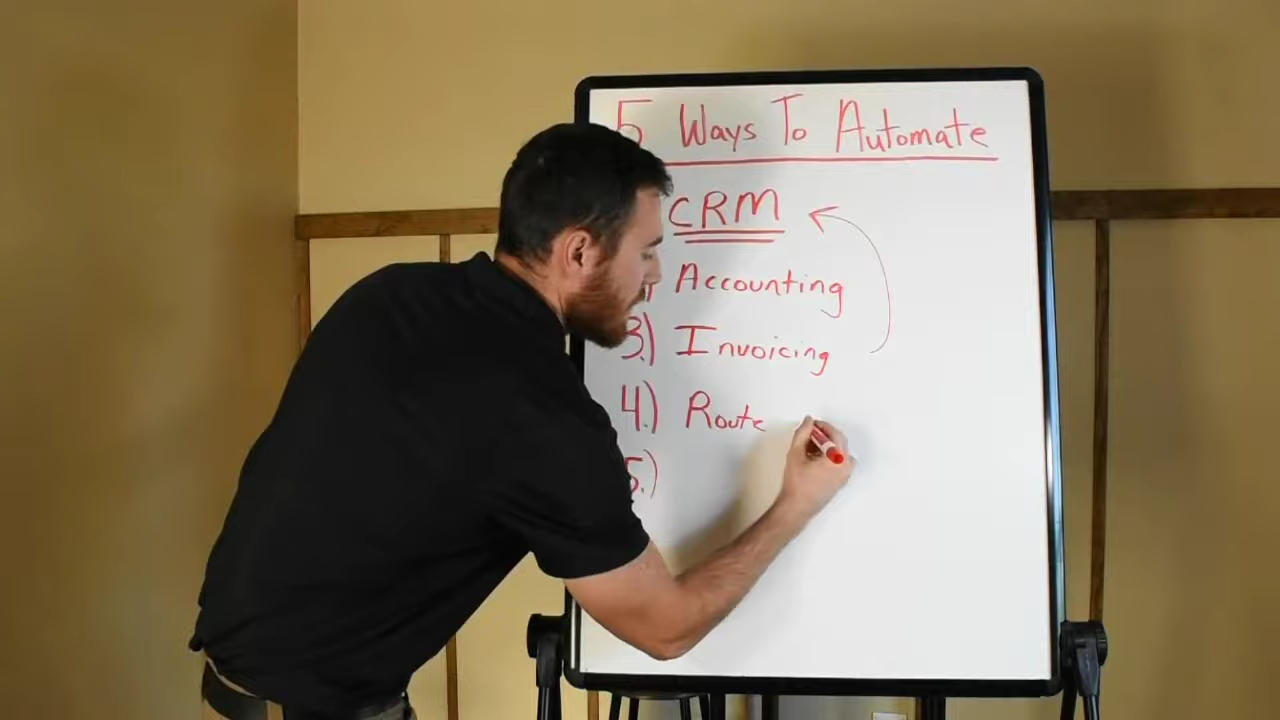 5 Ways To Automate
CRM
Accounting
3.) Invoicing
4.) Route
5.)